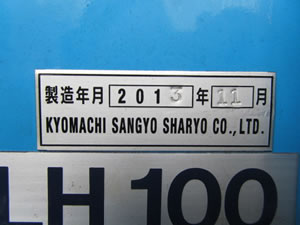 製造年月 2013 年 11 月
KYOMACHI SANGYO SHARYO CO., LTD.
LH 100